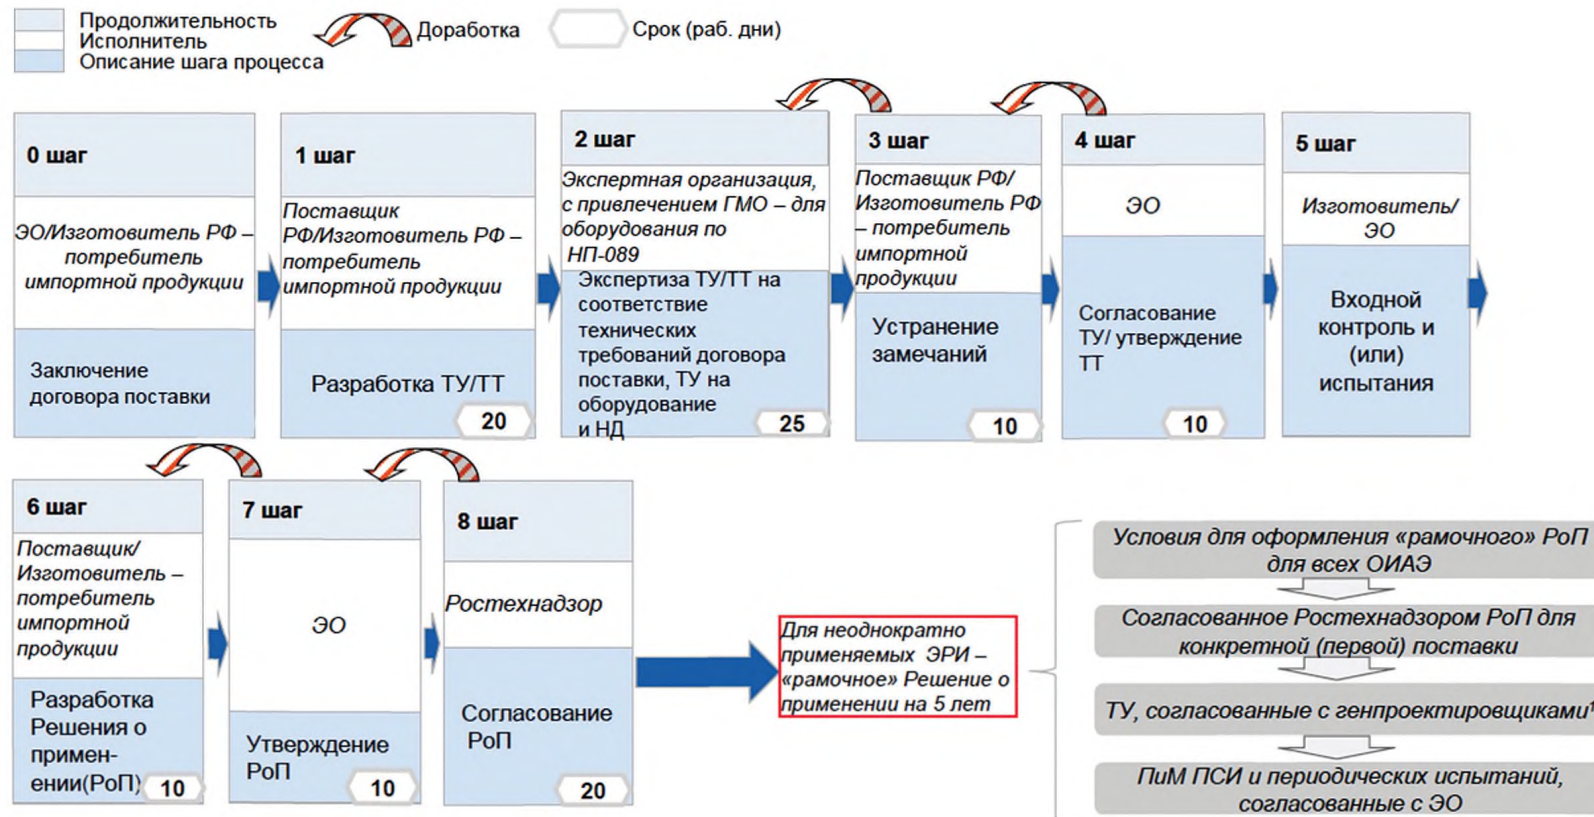 Продолжительность
Исполнитель
Описание шага процесса
Доработка
Срок (раб. дни)
0 шаг
ЭО/Изготовитель РФ –
потребитель
импортной продукции
Заключение
договора поставки
1 шаг
Поставщик
РФ/Изготовитель РФ –
потребитель
импортной продукции
Разработка ТУ/ТТ
20
2 шаг
Экспертная организация,
с привлечением ГМО – для
оборудования по
НП-089
Экспертиза ТУ/ТТ на
соответствие
технических
требований договора
поставки, ТУ на
оборудование
и НД
25
3 шаг
Поставщик РФ/
Изготовитель РФ
– потребитель
импортной
продукции
Устранение
замечаний
10
4 шаг
ЭО
Согласование
ТУ/ утверждение
ТТ
10
5 шаг
Изготовитель/
ЭО
Входной
контроль и
(или)
испытания
6 шаг
Поставщик/
Изготовитель –
потребитель
импортной
продукции
Разработка
Решения о
примен-
ении(РоП)
10
7 шаг
ЭО
Утверждение
РоП
10
8 шаг
Ростехнадзор
Согласование
РоП
20
Для неоднократно
применяемых ЭРИ –
«рамочное» Решение о
применении на 5 лет
Условия для оформления «рамочного» РоП
для всех ОИАЭ
Согласованное Ростехнадзором РоП для
конкретной (первой) поставки
ТУ, согласованные с генпроектировщиками¹
ПиМ ПСИ и периодических испытаний,
согласованные с ЭО